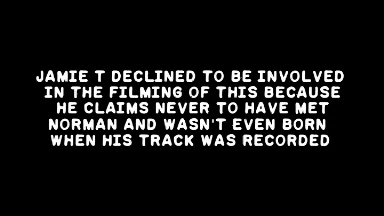 JAMIE T DECLINED TO BE INVOLVED
IN THE FILMING OF THIS BECAUSE
HE CLAIMS NEVER TO HAVE MET
NORMAN AND WASN'T EVEN BORN
WHEN HIS TRACK WAS RECORDED